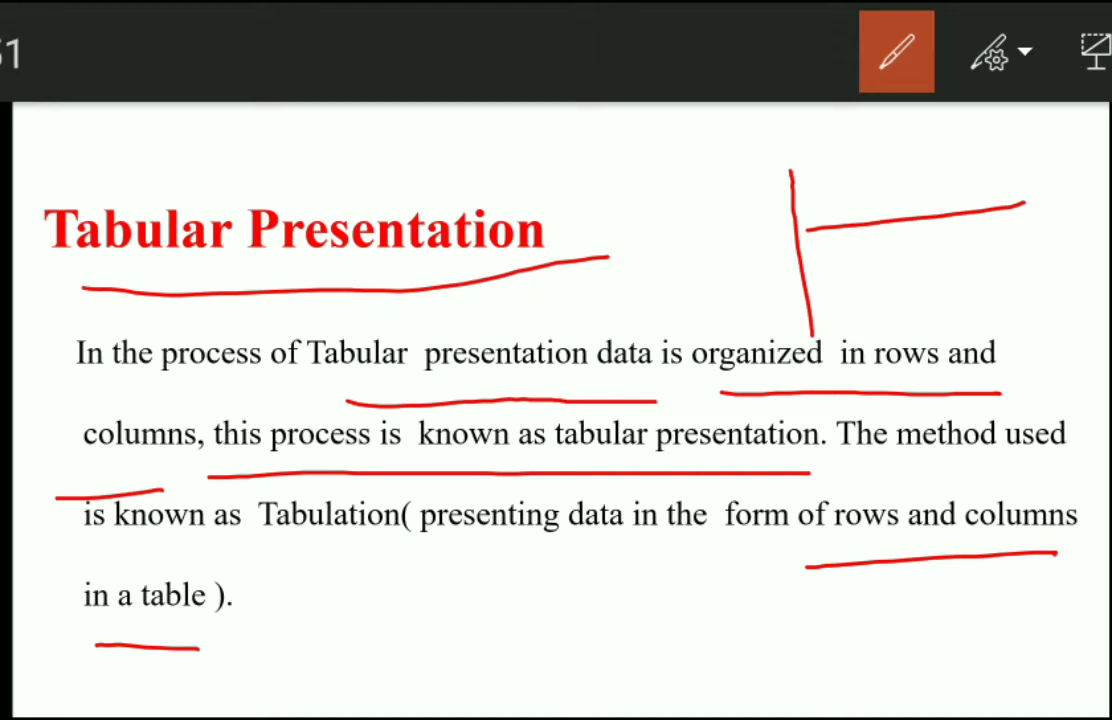 51
Tabular Presentation
In the process of Tabular presentation data is organized in rows and
columns, this process is known as tabular presentation. The method used
is known as Tabulation( presenting data in the form of rows and columns
in a table ).